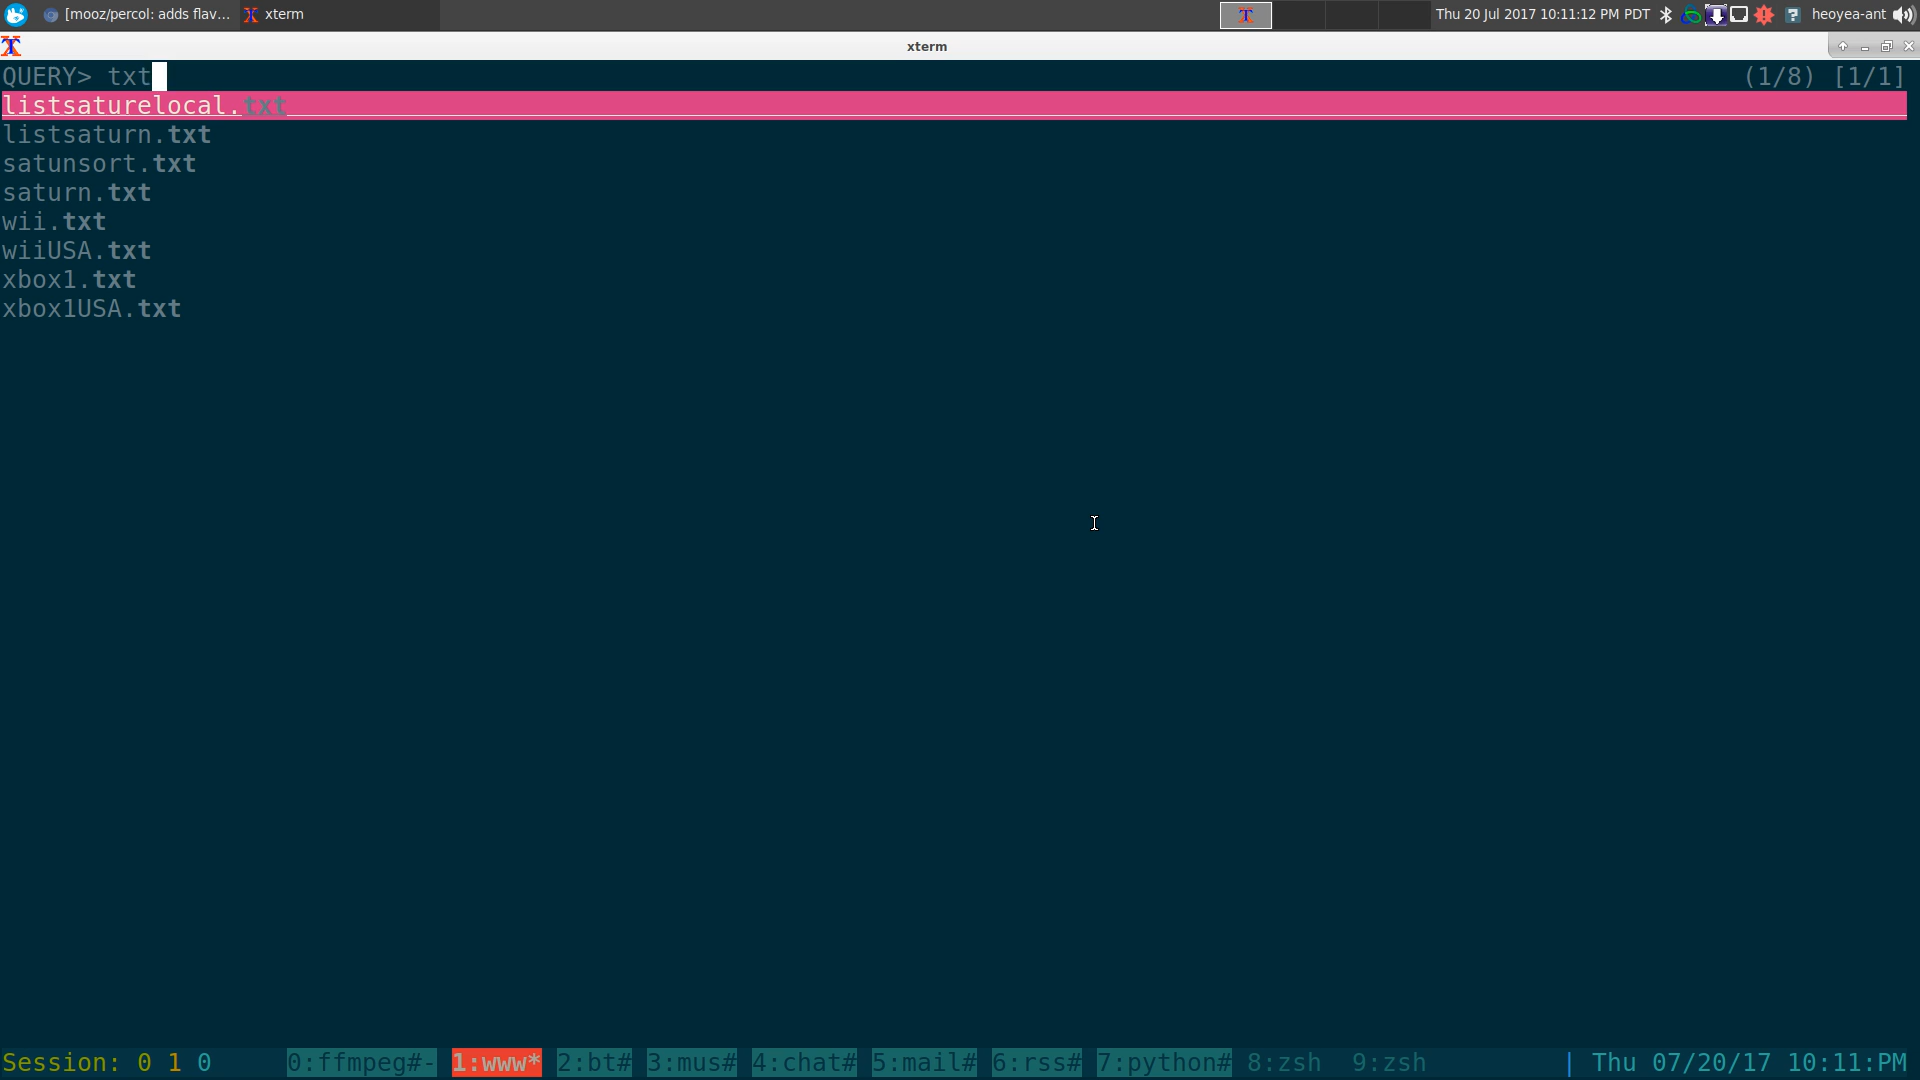 [mooz/percol: adds flav... xterm Thu 20 Jul 2017 10:11:12 PM PDT heoyea-ant
xterm
QUERY> txt (1/8) [1/1]
listsaturelocal.txt
listsaturn.txt
satunsort.txt
saturn.txt
wii.txt
wiiUSA.txt
xbox1.txt
xbox1USA.txt
Session: 0 1 0 0:ffmpeg#- 1:www* 2:bt# 3:mus# 4:chat# 5:mail# 6:rss# 7:python# 8:zsh 9:zsh | Thu 07/20/17 10:11:PM